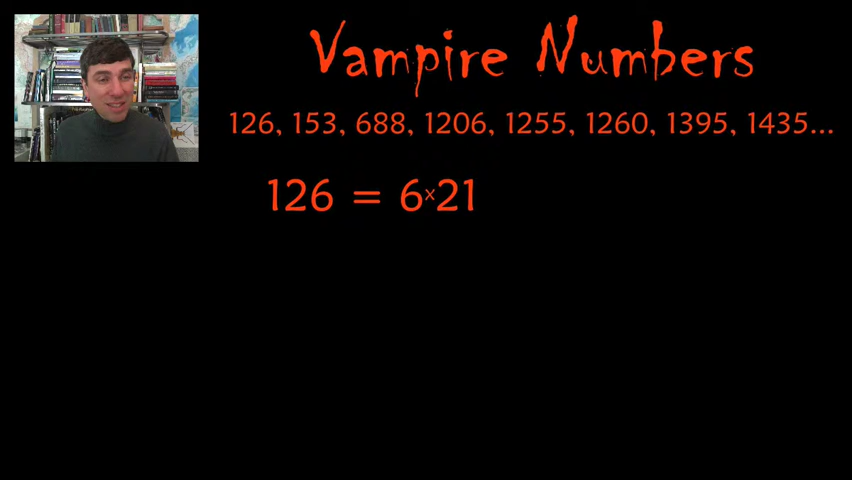 Vampire Numbers
126, 153, 688, 1206, 1255, 1260, 1395, 1435...
126 = 6×21